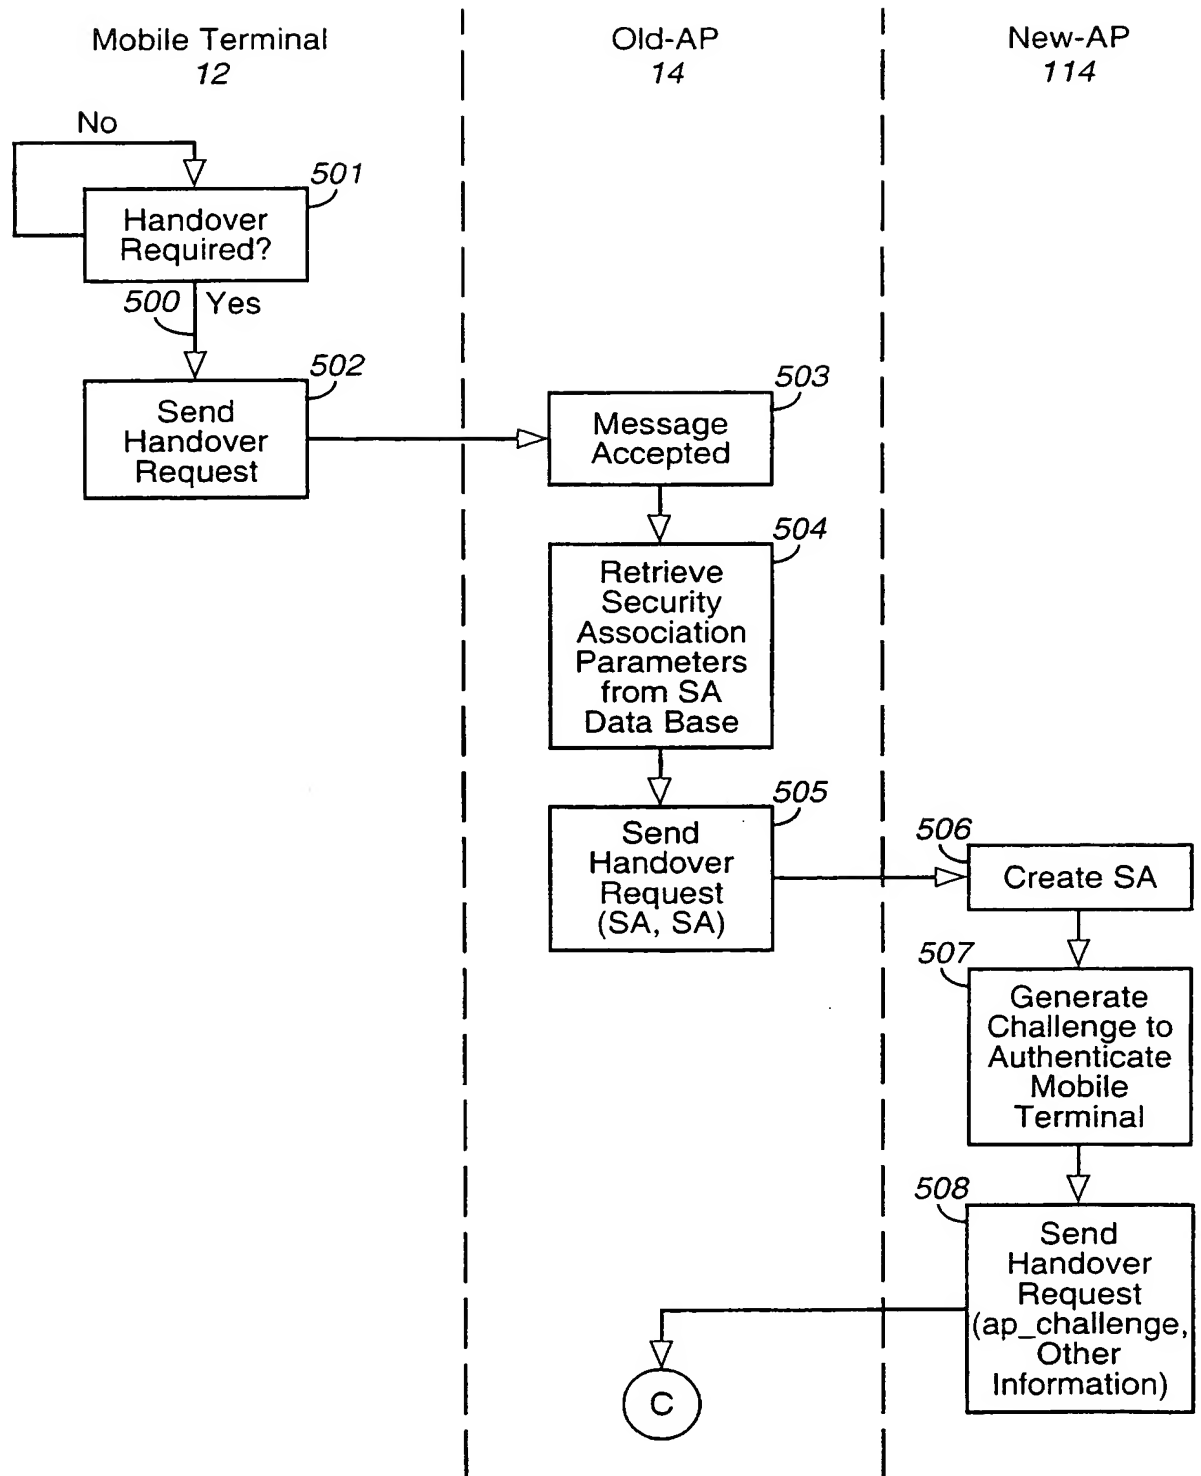 Mobile Terminal
12
Old-AP
14
New-AP
114
No
501
Handover
Required?
500
Yes
502
Send
Handover
Request
503
Message
Accepted
504
Retrieve
Security
Association
Parameters
from SA
Data Base
505
Send
Handover
Request
(SA, SA)
506
Create SA
507
Generate
Challenge to
Authenticate
Mobile
Terminal
508
Send
Handover
Request
(ap_challenge,
Other
Information)
C